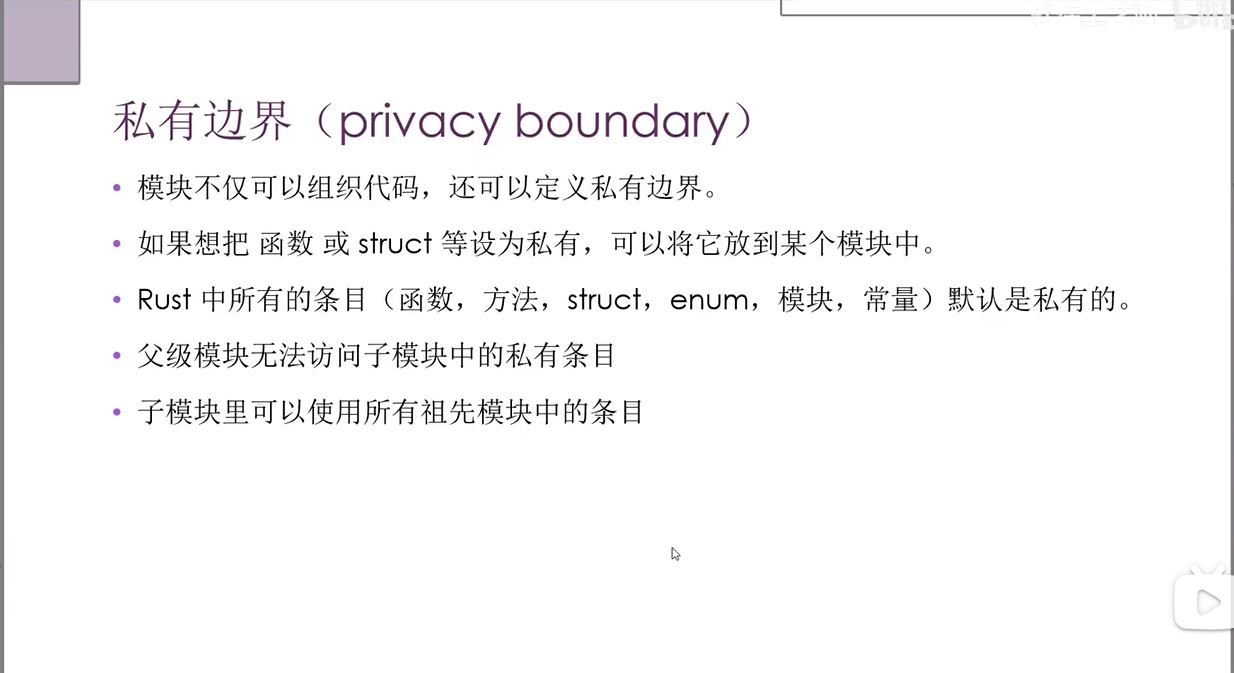 私有边界（privacy boundary）
• 模块不仅可以组织代码，还可以定义私有边界。
• 如果想把 函数 或 struct 等设为私有，可以将它放到某个模块中。
• Rust 中所有的条目（函数，方法，struct，enum，模块，常量）默认是私有的。
• 父级模块无法访问子模块中的私有条目
• 子模块里可以使用所有祖先模块中的条目